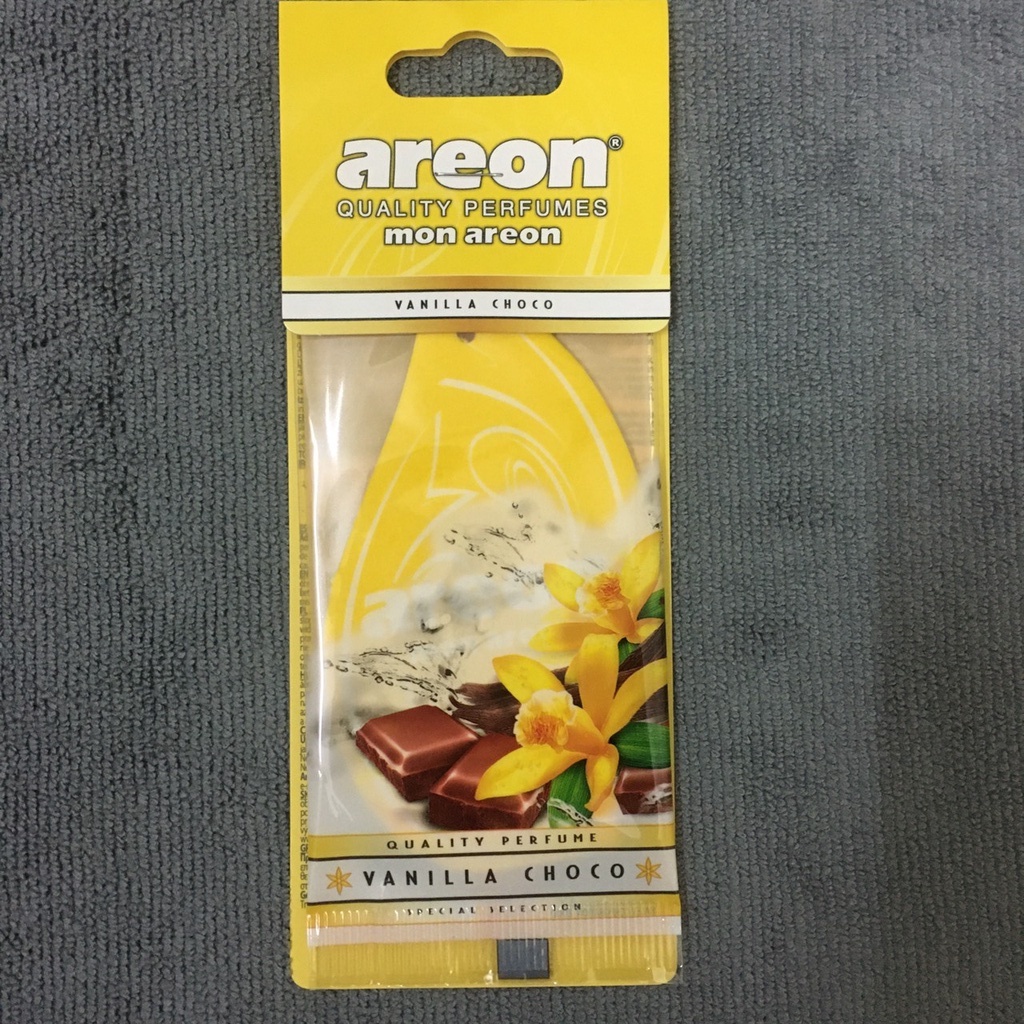 areon®
QUALITY PERFUMES
mon areon
VANILLA CHOCO
QUALITY PERFUME
VANILLA CHOCO
SPECIAL SELECTION